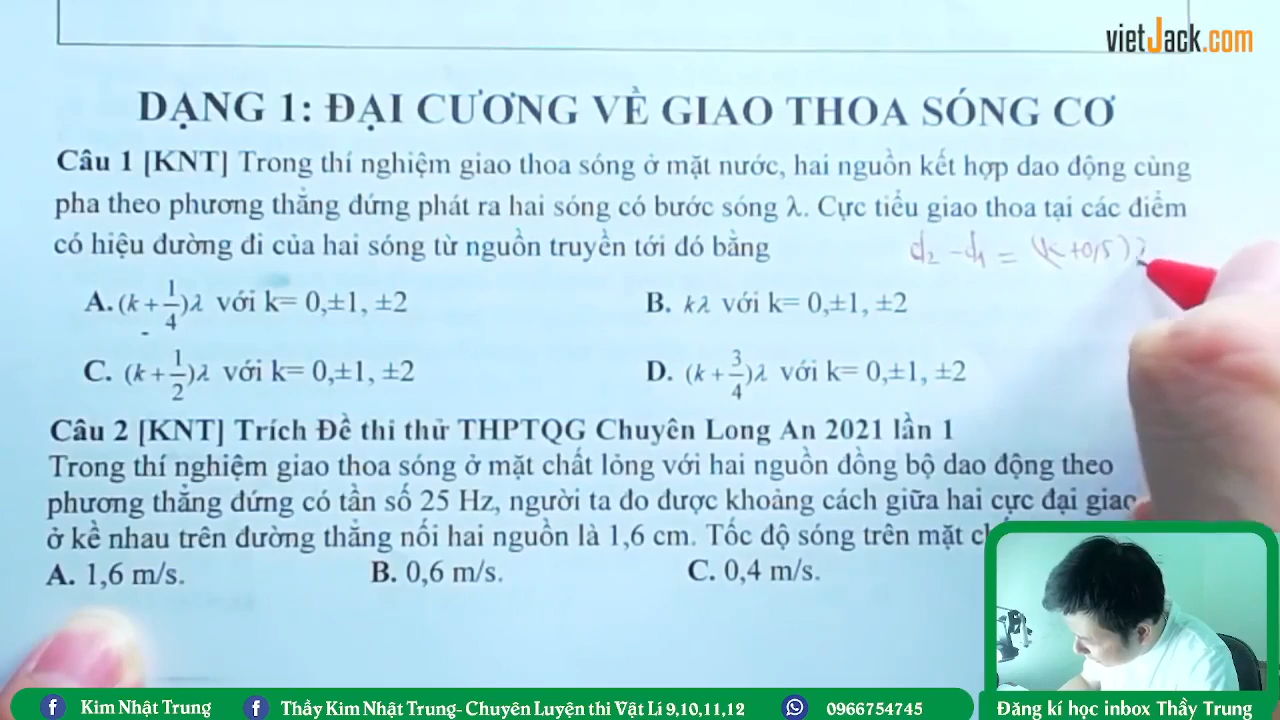 vietJack.com
DẠNG 1: ĐẠI CƯƠNG VỀ GIAO THOA SÓNG CƠ
Câu 1 [KNT] Trong thí nghiệm giao thoa sóng ở mặt nước, hai nguồn kết hợp dao động cùng
pha theo phương thẳng đứng phát ra hai sóng có bước sóng λ. Cực tiểu giao thoa tại các điểm
có hiệu đường đi của hai sóng từ nguồn truyền tới đó bằng d₂ - d₁ = (k+0,5)λ
A. (k + 1/4)λ với k= 0,±1, ±2 B. kλ với k= 0,±1, ±2
C. (k + 1/2)λ với k= 0,±1, ±2 D. (k + 3/4)λ với k= 0,±1, ±2
Câu 2 [KNT] Trích Đề thi thử THPTQG Chuyên Long An 2021 lần 1
Trong thí nghiệm giao thoa sóng ở mặt chất lỏng với hai nguồn đồng bộ dao động theo
phương thẳng đứng có tần số 25 Hz, người ta đo được khoảng cách giữa hai cực đại
ở kề nhau trên đường thẳng nối hai nguồn là 1,6 cm. Tốc độ sóng trên mặt
A. 1,6 m/s. B. 0,6 m/s. C. 0,4 m/s.
Kim Nhật Trung Thầy Kim Nhật Trung- Chuyên Luyện thi Vật Lí 9,10,11,12 0966754745 Đăng kí học inbox Thầy Trung